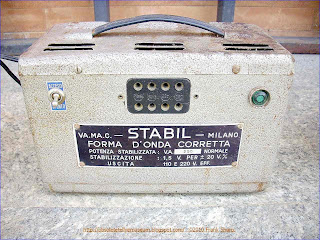 VA.MA.C. — STABIL — MILANO
FORMA D'ONDA CORRETTA
POTENZA STABILIZZATA : V.A. NORMALE
STABILIZZAZIONE : 1,5 V. PER ± 20 V.%
USCITA 110 E 220 V. EFF.